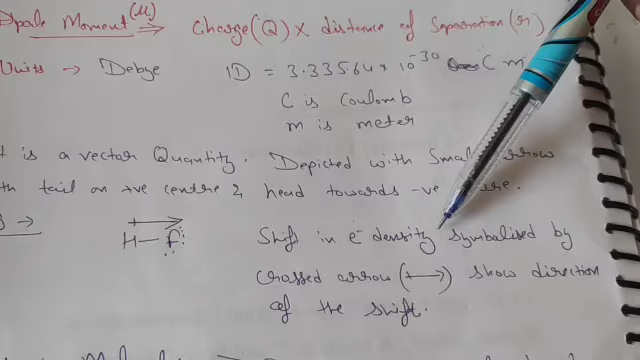 Dipole Moment (μ) ⇒ Charge (Q) × distance of Separation (r)
Units → Debye 1D = 3.33564 × 10⁻³⁰ C m
C is Coulomb
m is meter
t is a vector Quantity. Depicted with Small arrow
th tail on +ve centre & head towards -ve
H — F
Shift in e⁻ density symbolised by
crossed arrow (⟼) show direction
of the shift.